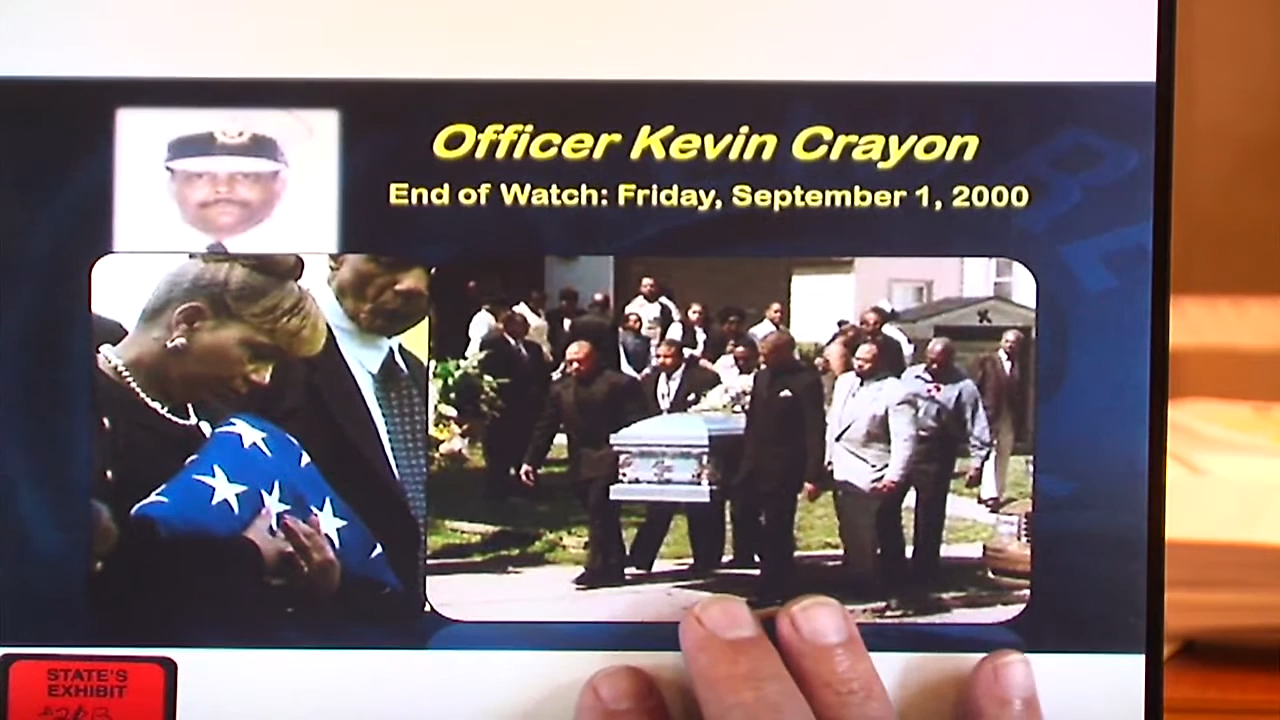 Officer Kevin Crayon
End of Watch: Friday, September 1, 2000
STATE'S
EXHIBIT